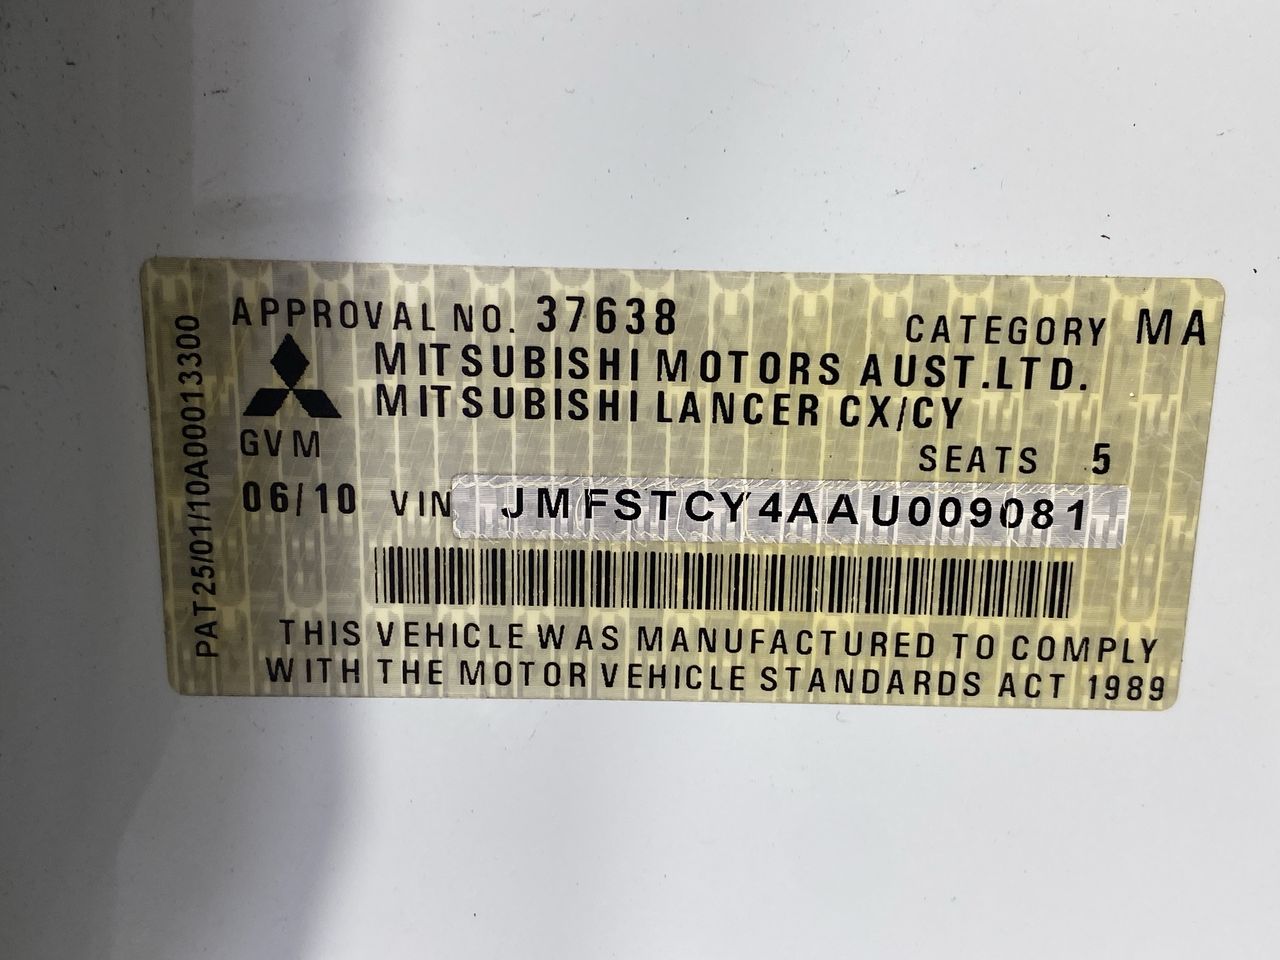 APPROVAL NO. 37638 CATEGORY MA
MITSUBISHI MOTORS AUST.LTD.
MITSUBISHI LANCER CX/CY
GVM SEATS 5
06/10 VIN JMFSTCY4AAU009081
THIS VEHICLE WAS MANUFACTURED TO COMPLY
WITH THE MOTOR VEHICLE STANDARDS ACT 1989
PAT25/01/10A00013300